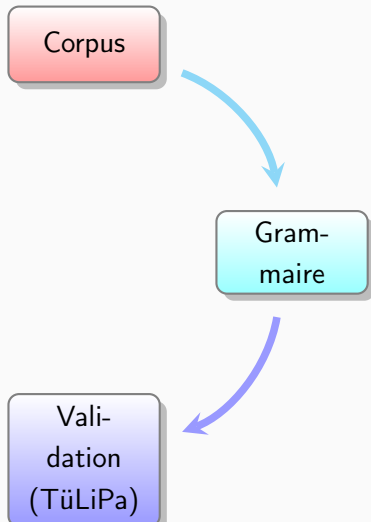 Corpus
Gram-
maire
Vali-
dation
(TüLiPa)